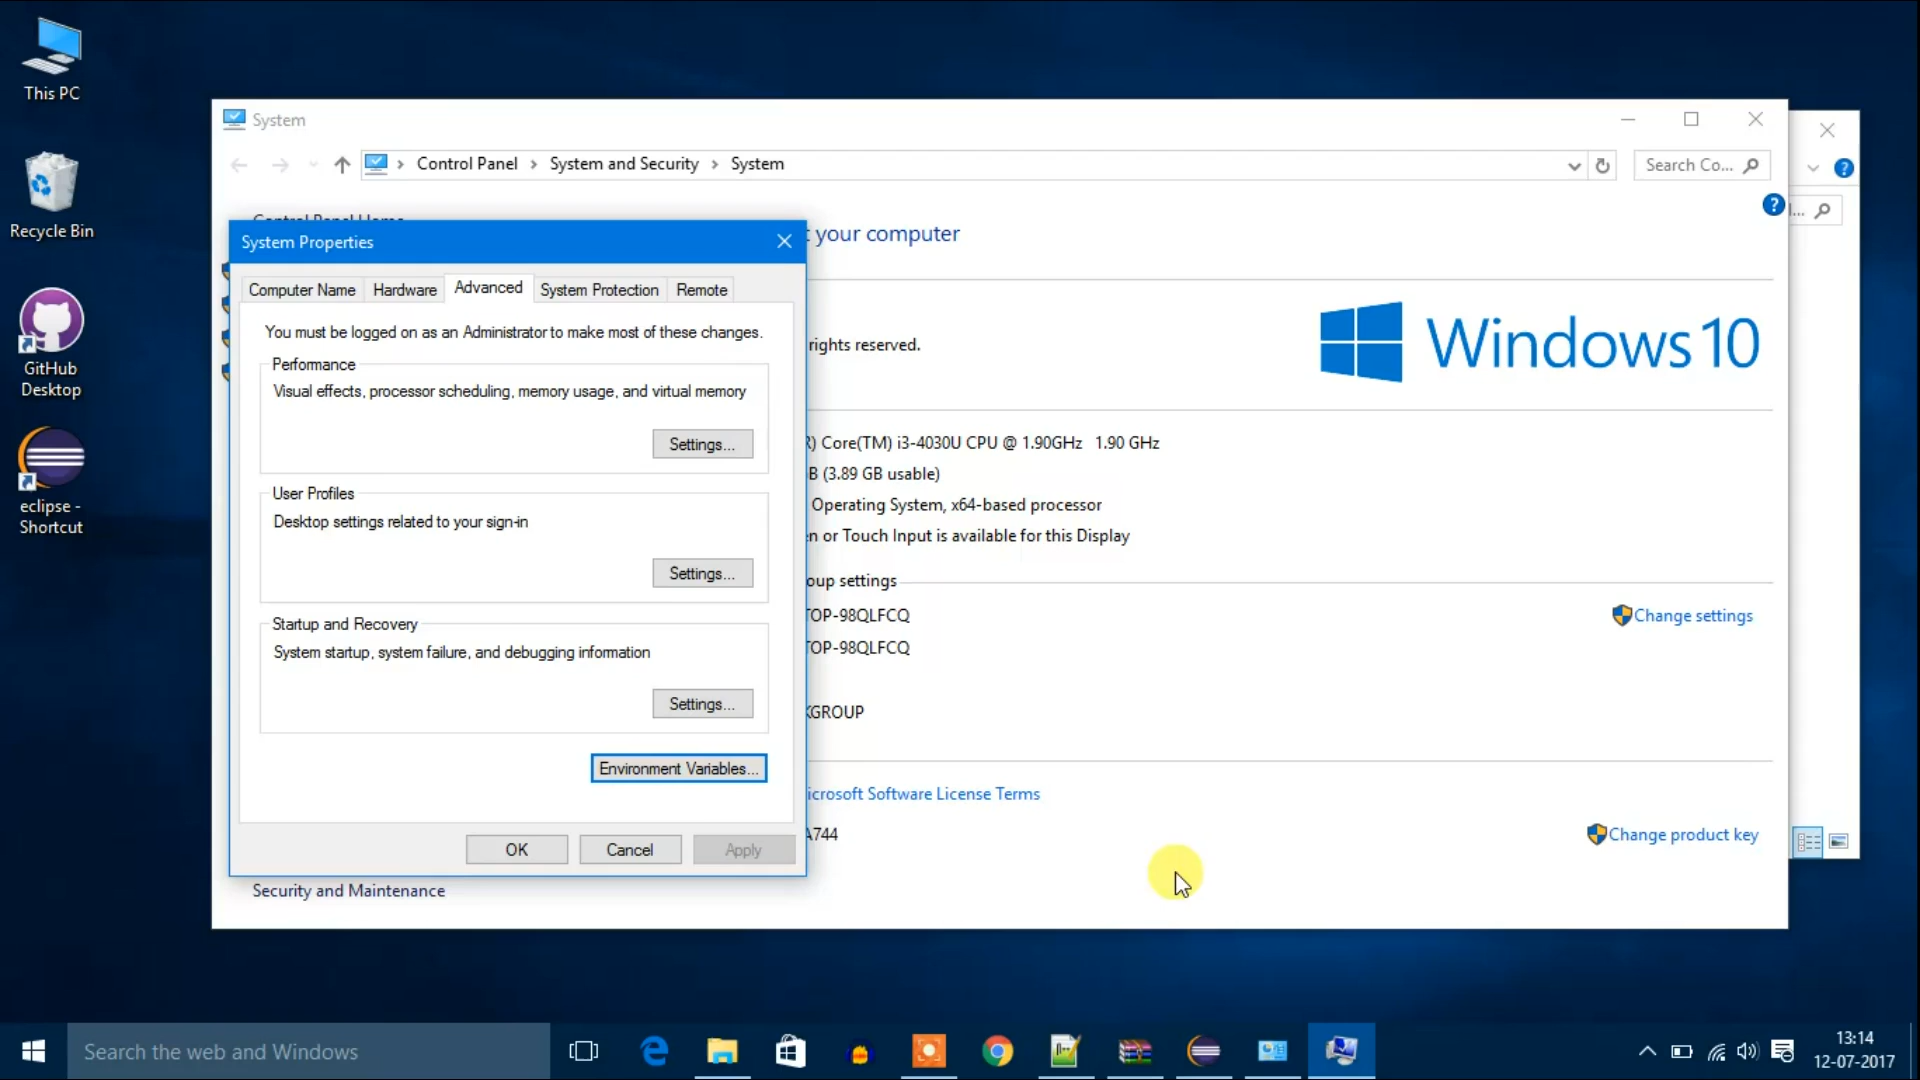 This PC
Recycle Bin
GitHub
Desktop
eclipse -
Shortcut
System
Control Panel
System and Security
System
Search Co...
Control Panel Home
t your computer
rights reserved.
Windows 10
R) Core(TM) i3-4030U CPU @ 1.90GHz 1.90 GHz
B (3.89 GB usable)
Operating System, x64-based processor
n or Touch Input is available for this Display
oup settings
TOP-98QLFCQ
Change settings
TOP-98QLFCQ
KGROUP
icrosoft Software License Terms
A744
Change product key
Security and Maintenance
System Properties
Computer Name
Hardware
Advanced
System Protection
Remote
You must be logged on as an Administrator to make most of these changes.
Performance
Visual effects, processor scheduling, memory usage, and virtual memory
Settings...
User Profiles
Desktop settings related to your sign-in
Settings...
Startup and Recovery
System startup, system failure, and debugging information
Settings...
Environment Variables...
OK
Cancel
Apply
Search the web and Windows
13:14
12-07-2017